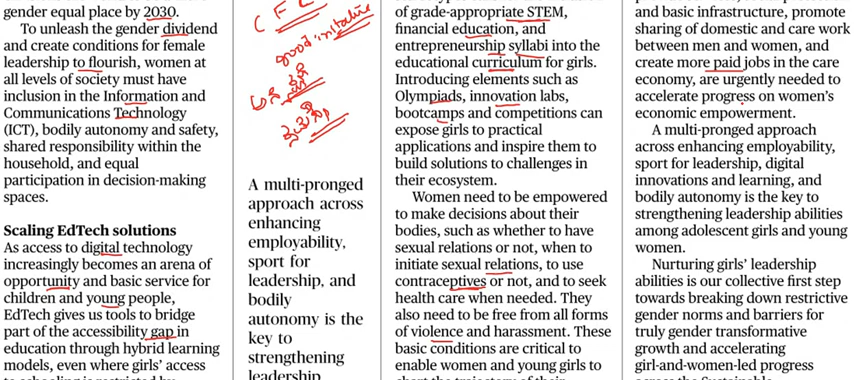 gender equal place by 2030.
To unleash the gender dividend
and create conditions for female
leadership to flourish, women at
all levels of society must have
inclusion in the Information and
Communications Technology
(ICT), bodily autonomy and safety,
shared responsibility within the
household, and equal
participation in decision-making
spaces.
Scaling EdTech solutions
As access to digital technology
increasingly becomes an arena of
opportunity and basic service for
children and young people,
EdTech gives us tools to bridge
part of the accessibility gap in
education through hybrid learning
models, even where girls' access
good initative
A multi-pronged
approach across
enhancing
employability,
sport for
leadership, and
bodily
autonomy is the
key to
strengthening
leadership
of grade-appropriate STEM,
financial education, and
entrepreneurship syllabi into the
educational curriculum for girls.
Introducing elements such as
Olympiads, innovation labs,
bootcamps and competitions can
expose girls to practical
applications and inspire them to
build solutions to challenges in
their ecosystem.
Women need to be empowered
to make decisions about their
bodies, such as whether to have
sexual relations or not, when to
initiate sexual relations, to use
contraceptives or not, and to seek
health care when needed. They
also need to be free from all forms
of violence and harassment. These
basic conditions are critical to
enable women and young girls to
and basic infrastructure, promote
sharing of domestic and care work
between men and women, and
create more paid jobs in the care
economy, are urgently needed to
accelerate progress on women's
economic empowerment.
A multi-pronged approach
across enhancing employability,
sport for leadership, digital
innovations and learning, and
bodily autonomy is the key to
strengthening leadership abilities
among adolescent girls and young
women.
Nurturing girls' leadership
abilities is our collective first step
towards breaking down restrictive
gender norms and barriers for
truly gender transformative
growth and accelerating
girl-and-women-led progress